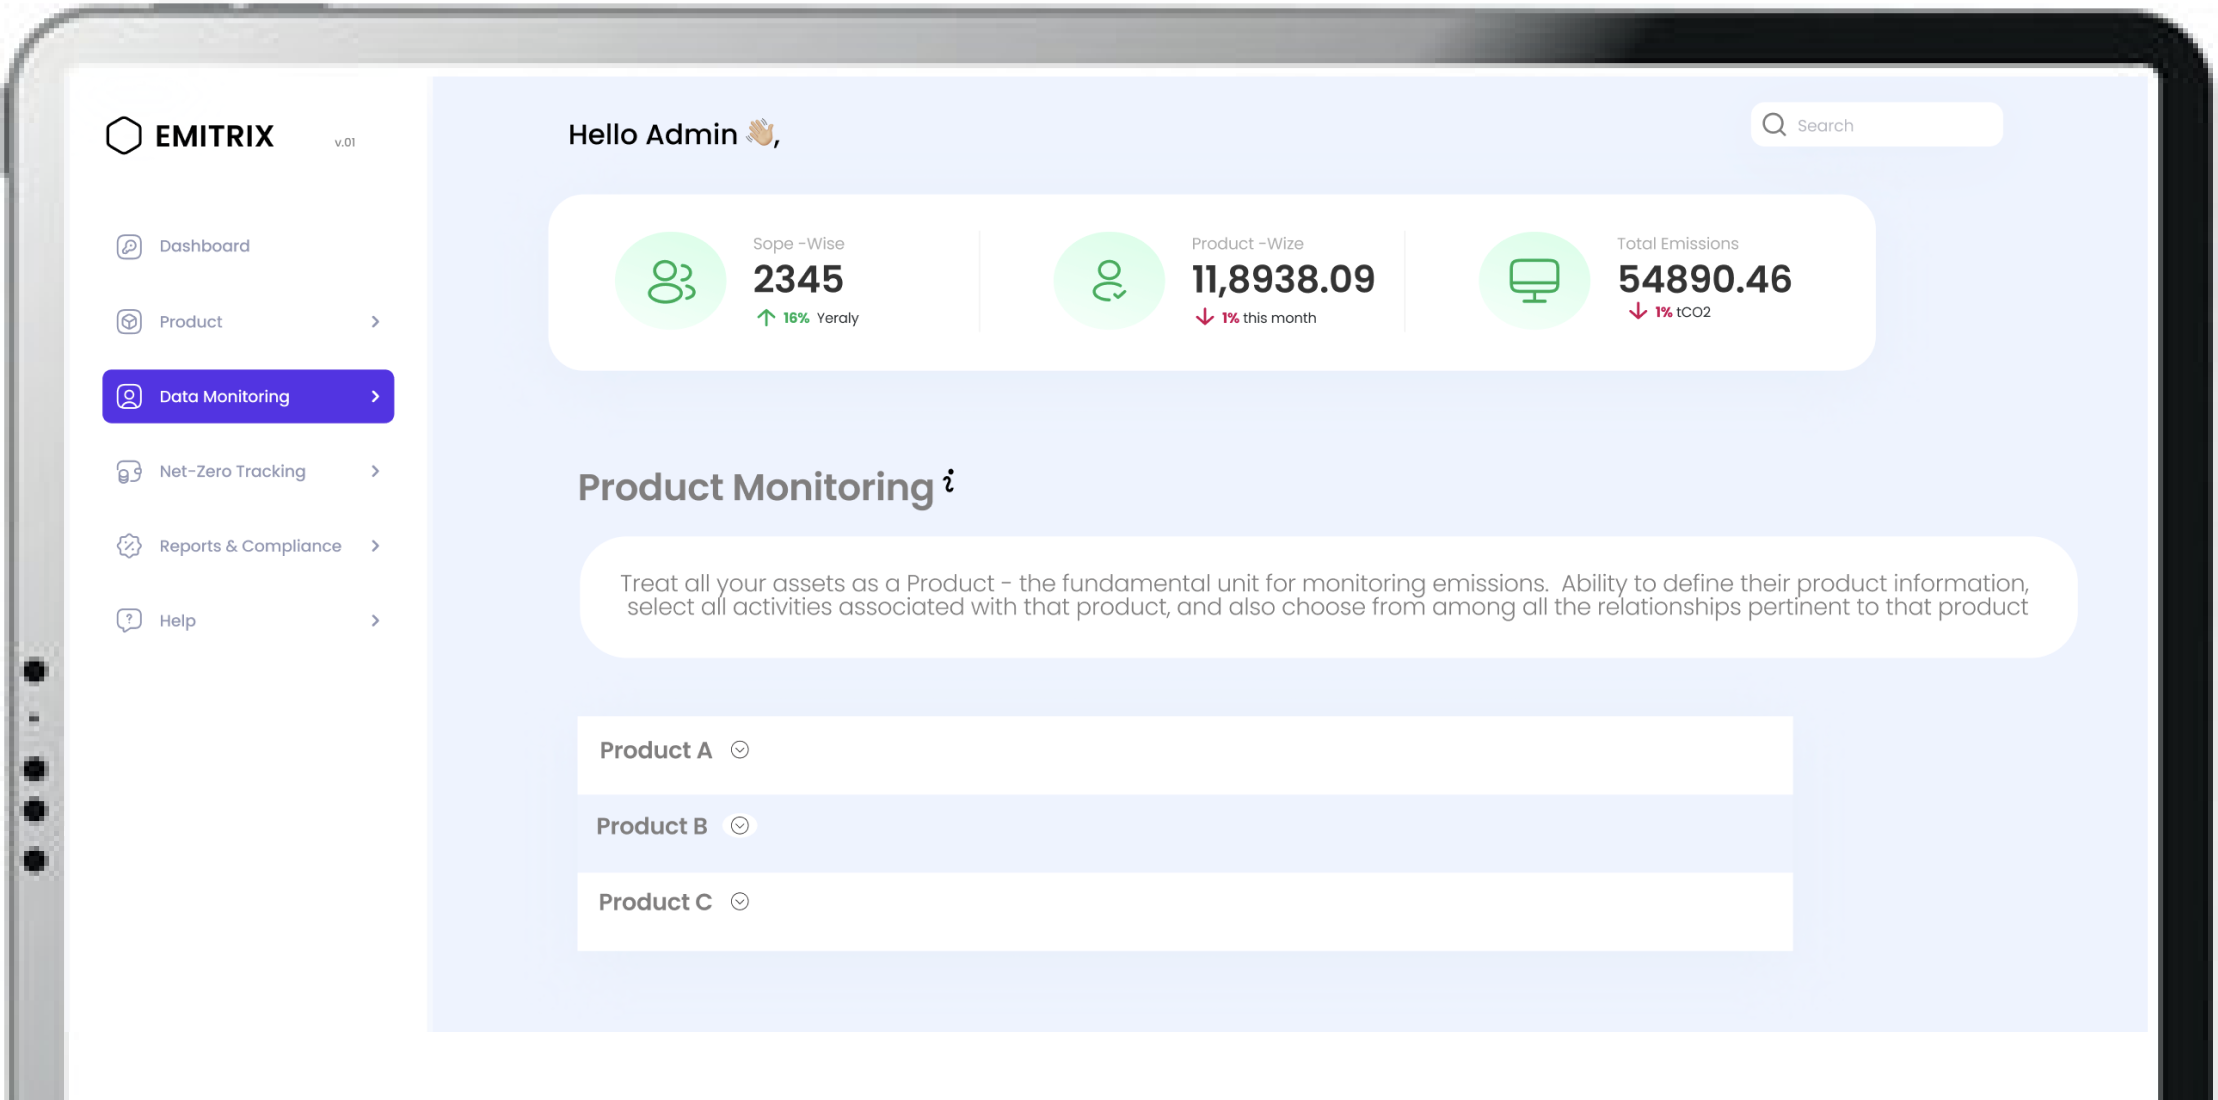 EMITRIX v.01
Dashboard
Product
Data Monitoring
Net-Zero Tracking
Reports & Compliance
Help
Hello Admin 👋🏼,
Search
Sope -Wise
2345
16% Yeraly
Product -Wize
11,8938.09
1% this month
Total Emissions
54890.46
1% tCO2
Product Monitoring i
Treat all your assets as a Product - the fundamental unit for monitoring emissions.  Ability to define their product information,
select all activities associated with that product, and also choose from among all the relationships pertinent to that product
Product A
Product B
Product C